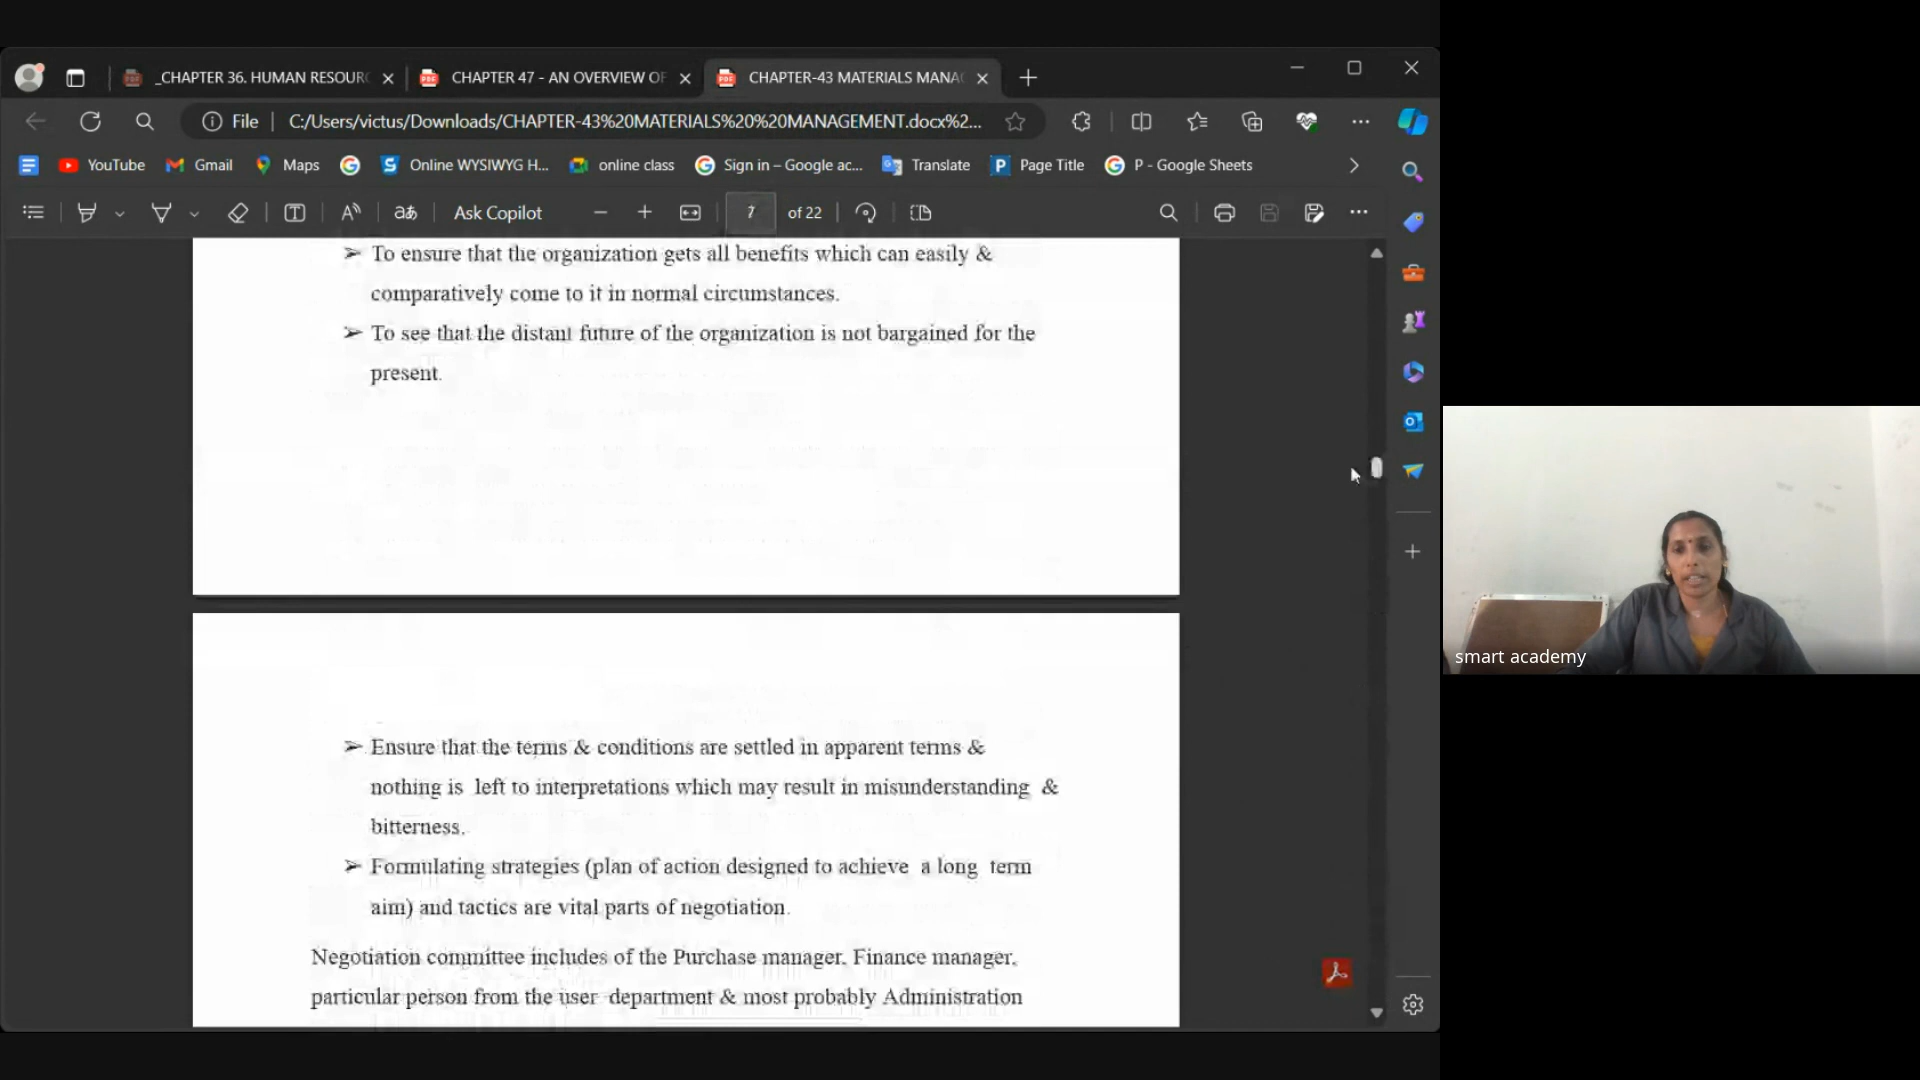 _CHAPTER 36. HUMAN RESOUR
CHAPTER 47 - AN OVERVIEW OF
CHAPTER-43 MATERIALS MANA
File
C:/Users/victus/Downloads/CHAPTER-43%20MATERIALS%20%20MANAGEMENT.docx%2...
YouTube
Gmail
Maps
Online WYSIWYG H...
online class
Sign in – Google ac...
Translate
Page Title
P - Google Sheets
Ask Copilot
7
of 22
➢ To ensure that the organization gets all benefits which can easily &
comparatively come to it in normal circumstances.
➢ To see that the distant future of the organization is not bargained for the
present.
➢ Ensure that the terms & conditions are settled in apparent terms &
nothing is left to interpretations which may result in misunderstanding &
bitterness.
➢ Formulating strategies (plan of action designed to achieve a long term
aim) and tactics are vital parts of negotiation.
Negotiation committee includes of the Purchase manager, Finance manager,
particular person from the user department & most probably Administration
smart academy